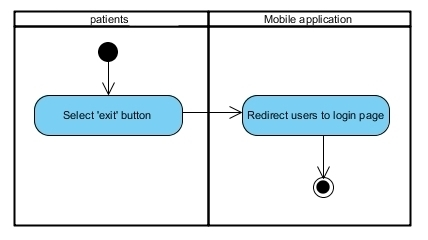 patients
Mobile application
Select 'exit' button
Redirect users to login page